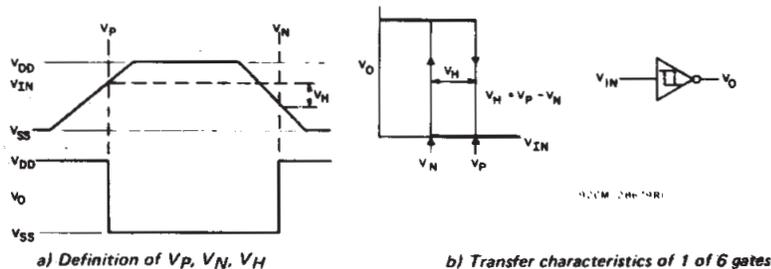 VP
VN
VDD
VIN
VH
VSS
VDD
VO
VSS
a) Definition of VP, VN, VH
VO
VH
VH = VP – VN
VIN
VN
VP
VIN
VO
b) Transfer characteristics of 1 of 6 gates